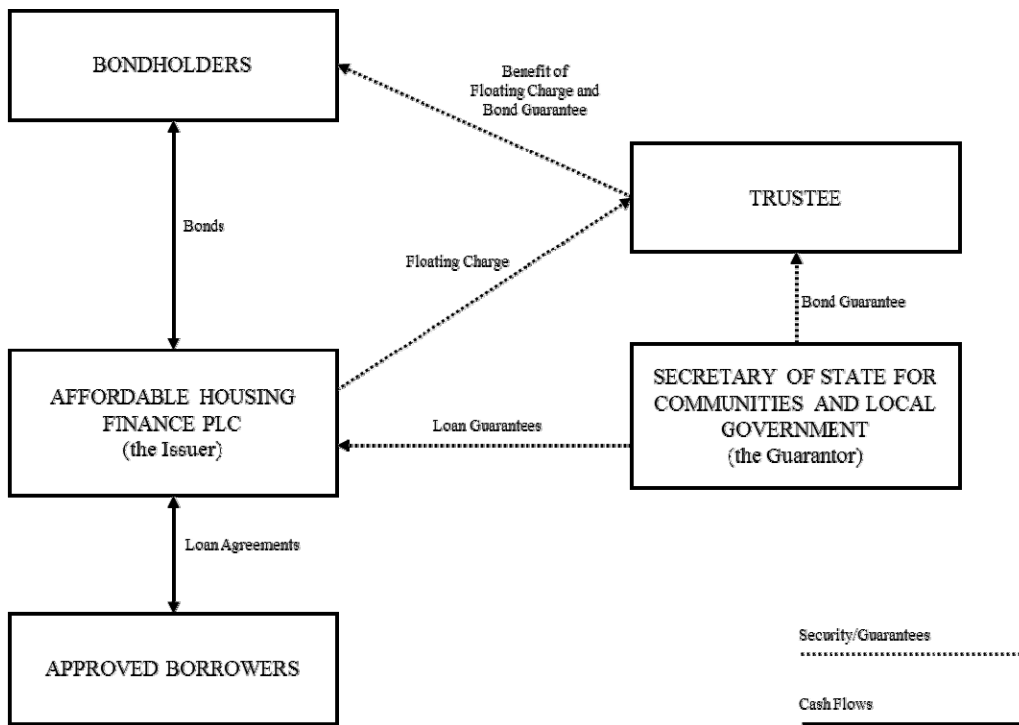 BONDHOLDERS
Benefit of
Floating Charge and
Bond Guarantee
TRUSTEE
Bonds
Floating Charge
Bond Guarantee
AFFORDABLE HOUSING
FINANCE PLC
(the Issuer)
Loan Guarantees
SECRETARY OF STATE FOR
COMMUNITIES AND LOCAL
GOVERNMENT
(the Guarantor)
Loan Agreements
APPROVED BORROWERS
Security/Guarantees
Cash Flows